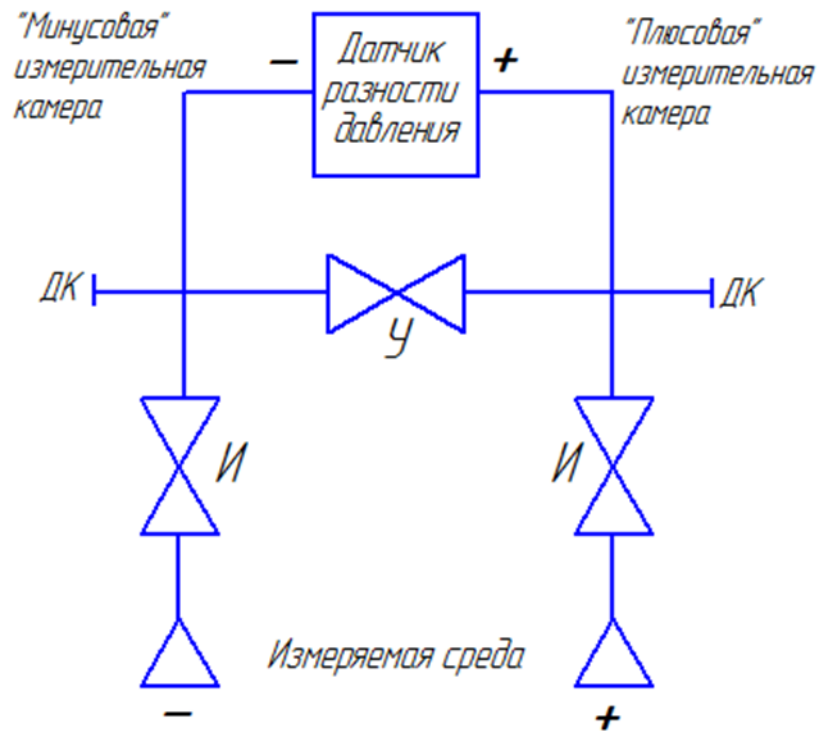 "Минусовая"
измерительная
камера
–
Датчик
разности
давления
+
"Плюсовая"
измерительная
камера
ДК
У
ДК
И
И
Измеряемая среда
–
+